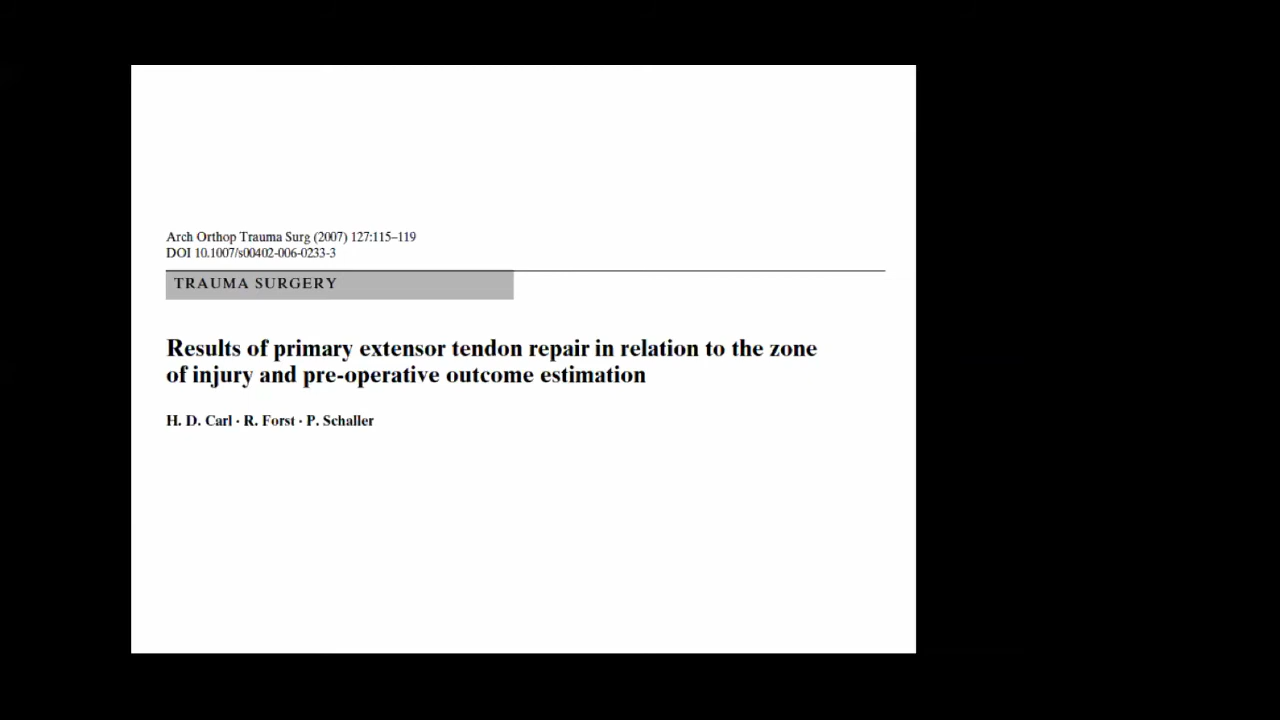 Arch Orthop Trauma Surg (2007) 127:115–119
DOI 10.1007/s00402-006-0233-3
TRAUMA SURGERY
Results of primary extensor tendon repair in relation to the zone
of injury and pre-operative outcome estimation
H. D. Carl · R. Forst · P. Schaller